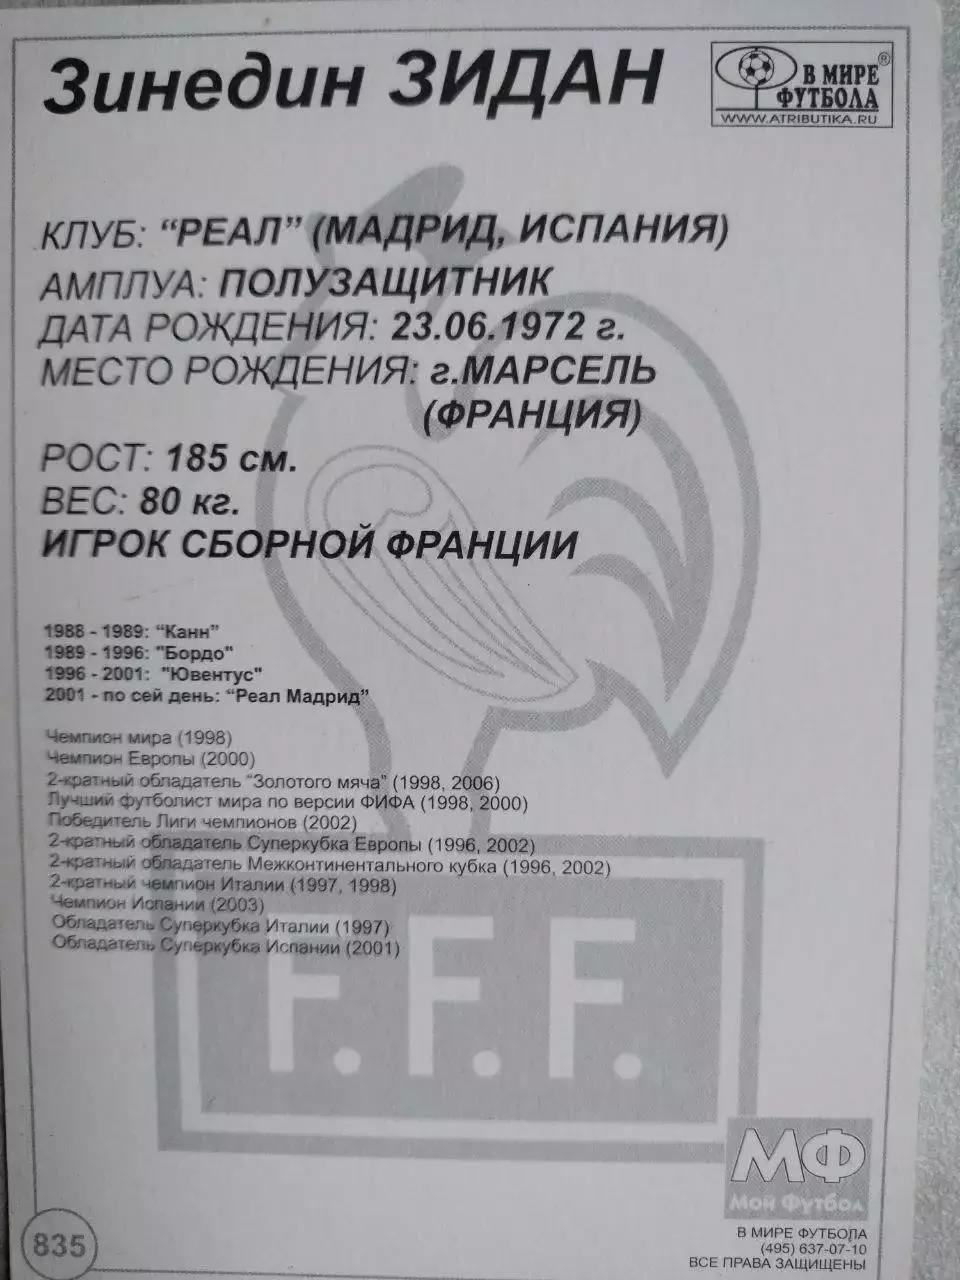 Зинедин ЗИДАН
В МИРЕ ®
ФУТБОЛА
WWW.ATRIBUTIKA.RU
КЛУБ: “РЕАЛ” (МАДРИД, ИСПАНИЯ)
АМПЛУА: ПОЛУЗАЩИТНИК
ДАТА РОЖДЕНИЯ: 23.06.1972 г.
МЕСТО РОЖДЕНИЯ: г.МАРСЕЛЬ
(ФРАНЦИЯ)
РОСТ: 185 см.
ВЕС: 80 кг.
ИГРОК СБОРНОЙ ФРАНЦИИ
1988 - 1989: “Канн”
1989 - 1996: "Бордо"
1996 - 2001: "Ювентус"
2001 - по сей день: “Реал Мадрид”
Чемпион мира (1998)
Чемпион Европы (2000)
2-кратный обладатель “Золотого мяча” (1998, 2006)
Лучший футболист мира по версии ФИФА (1998, 2000)
Победитель Лиги чемпионов (2002)
2-кратный обладатель Суперкубка Европы (1996, 2002)
2-кратный обладатель Межконтинентального кубка (1996, 2002)
2-кратный чемпион Италии (1997, 1998)
Чемпион Испании (2003)
Обладатель Суперкубка Италии (1997)
Обладатель Суперкубка Испании (2001)
F.F.F.
МФ
Мой Футбол
835
В МИРЕ ФУТБОЛА
(495) 637-07-10
ВСЕ ПРАВА ЗАЩИЩЕНЫ